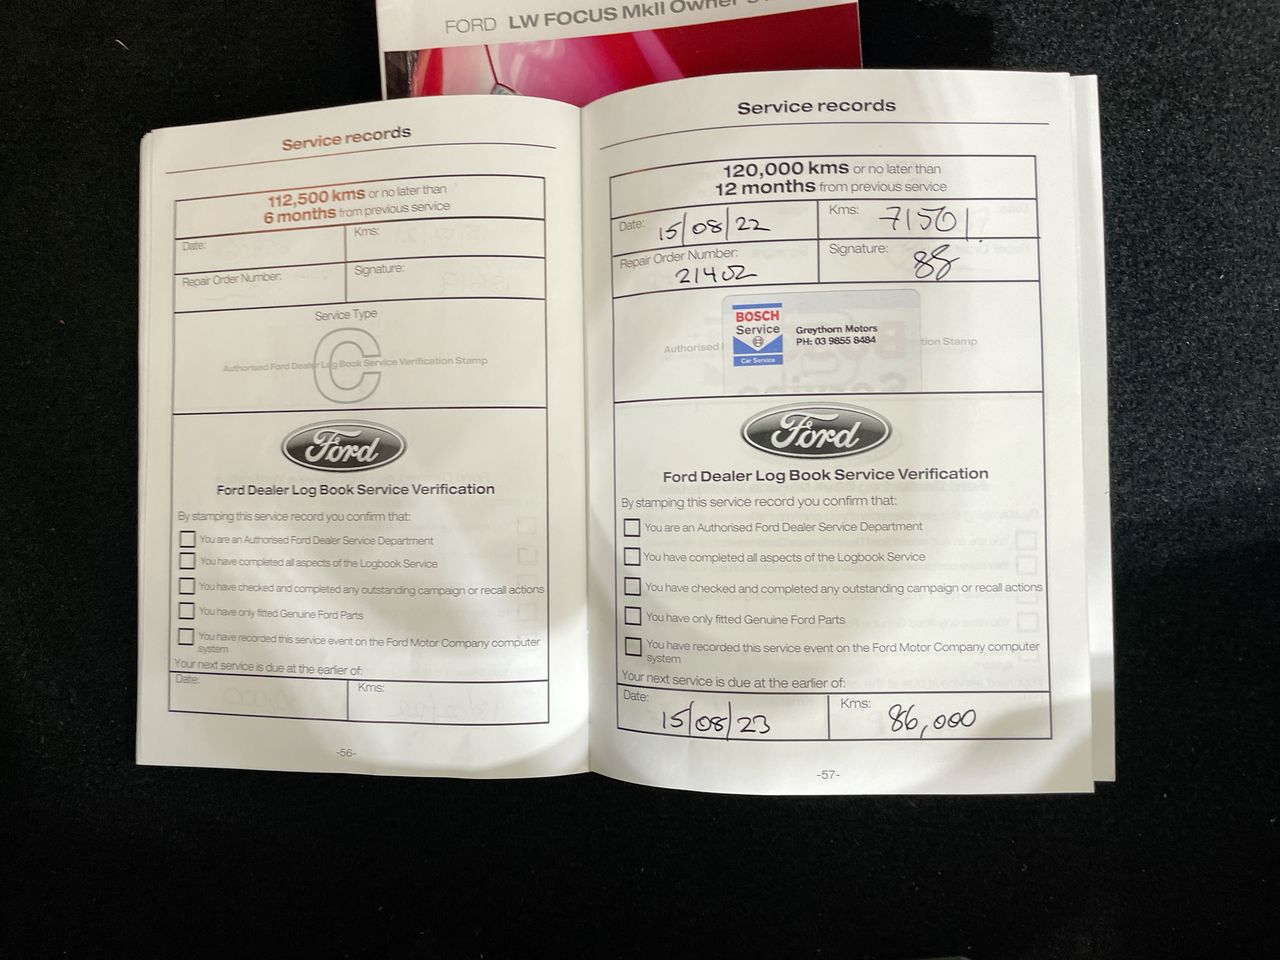 FORD LW FOCUS MkII Owner
Service records
112,500 kms or no later than
6 months from previous service
Date:
Kms:
Repair Order Number:
Signature:
Service Type
C
Authorised Ford Dealer Log Book Service Verification Stamp
Ford
Ford Dealer Log Book Service Verification
By stamping this service record you confirm that:
You are an Authorised Ford Dealer Service Department
You have completed all aspects of the Logbook Service
You have checked and completed any outstanding campaign or recall actions
You have only fitted Genuine Ford Parts
You have recorded this service event on the Ford Motor Company computer
system
Your next service is due at the earlier of:
Date:
Kms:
-56-
Service records
120,000 kms or no later than
12 months from previous service
Date: 15/08/22
Kms: 71501
Repair Order Number:
21402
Signature:
BOSCH
Service
Car Service
Greythorn Motors
PH: 03 9855 8484
Authorised
tion Stamp
Ford
Ford Dealer Log Book Service Verification
By stamping this service record you confirm that:
You are an Authorised Ford Dealer Service Department
You have completed all aspects of the Logbook Service
You have checked and completed any outstanding campaign or recall actions
You have only fitted Genuine Ford Parts
You have recorded this service event on the Ford Motor Company computer
system
Your next service is due at the earlier of:
Date: 15/08/23
Kms: 86,000
-57-